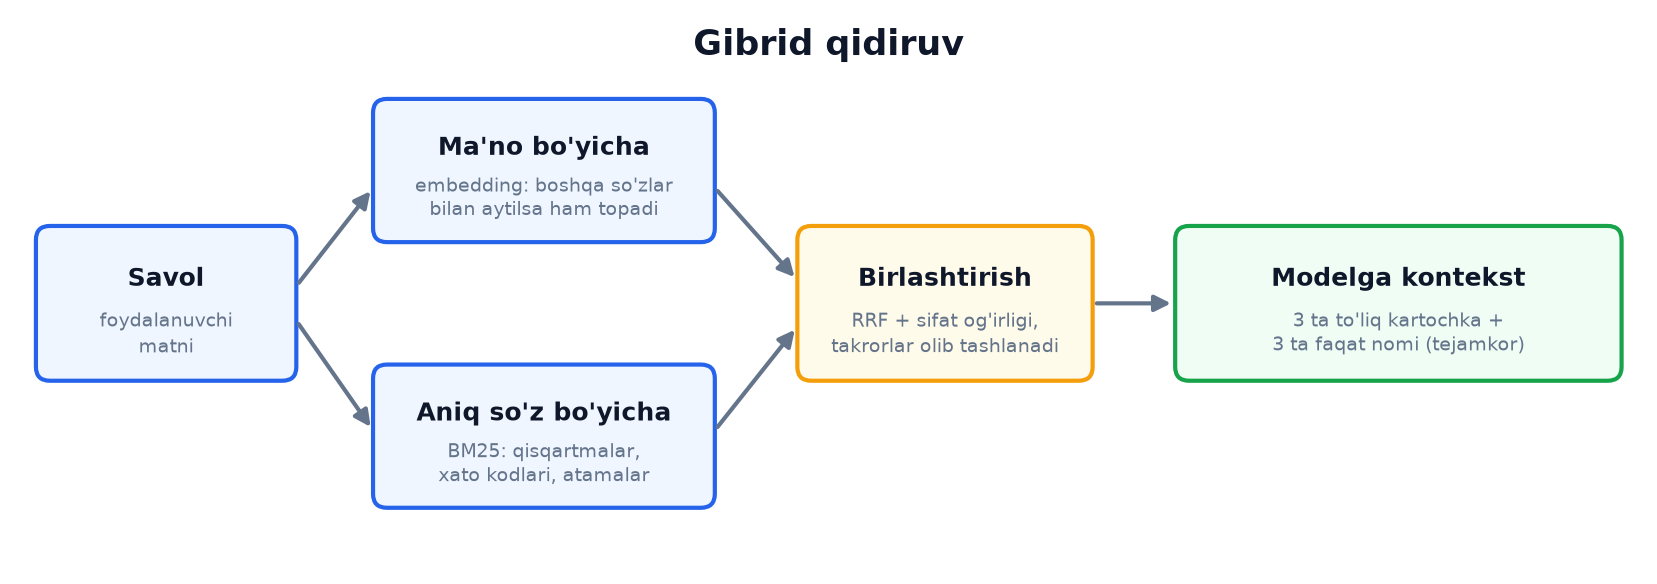 Gibrid qidiruv
Savol
foydalanuvchi
matni
Ma'no bo'yicha
embedding: boshqa so'zlar
bilan aytilsa ham topadi
Aniq so'z bo'yicha
BM25: qisqartmalar,
xato kodlari, atamalar
Birlashtirish
RRF + sifat og'irligi,
takrorlar olib tashlanadi
Modelga kontekst
3 ta to'liq kartochka +
3 ta faqat nomi (tejamkor)